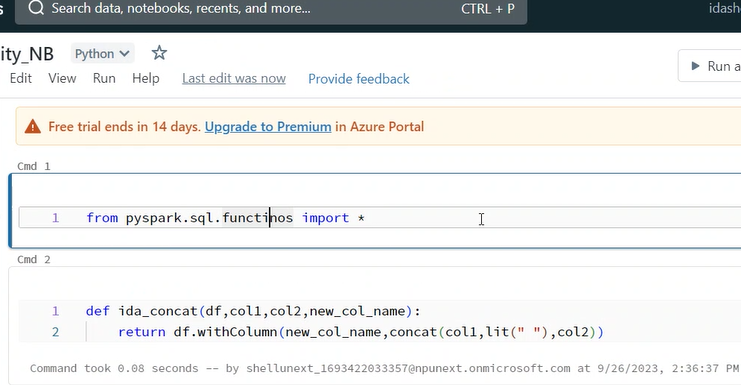 Search data, notebooks, recents, and more... CTRL + P
ity_NB Python
Edit View Run Help Last edit was now Provide feedback
Run a
Free trial ends in 14 days. Upgrade to Premium in Azure Portal
Cmd 1
1 from pyspark.sql.functinos import *
Cmd 2
1 def ida_concat(df,col1,col2,new_col_name):
2 return df.withColumn(new_col_name,concat(col1,lit(" "),col2))
Command took 0.08 seconds -- by shellunext_1693422033357@npunext.onmicrosoft.com at 9/26/2023, 2:36:37 PM